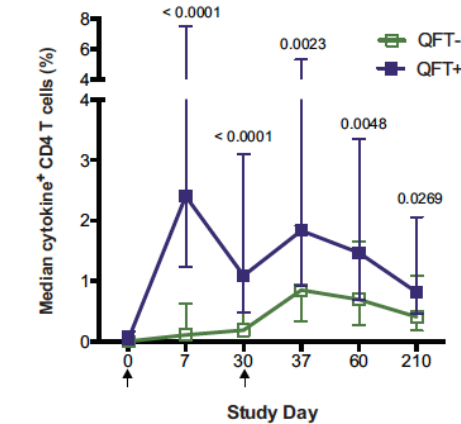 < 0.0001
8
6
4
0.0023
QFT-
QFT+
Median cytokine+ CD4 T cells (%)
4
3
2
1
0
< 0.0001
0.0048
0.0269
0 7 30 37 60 210
Study Day